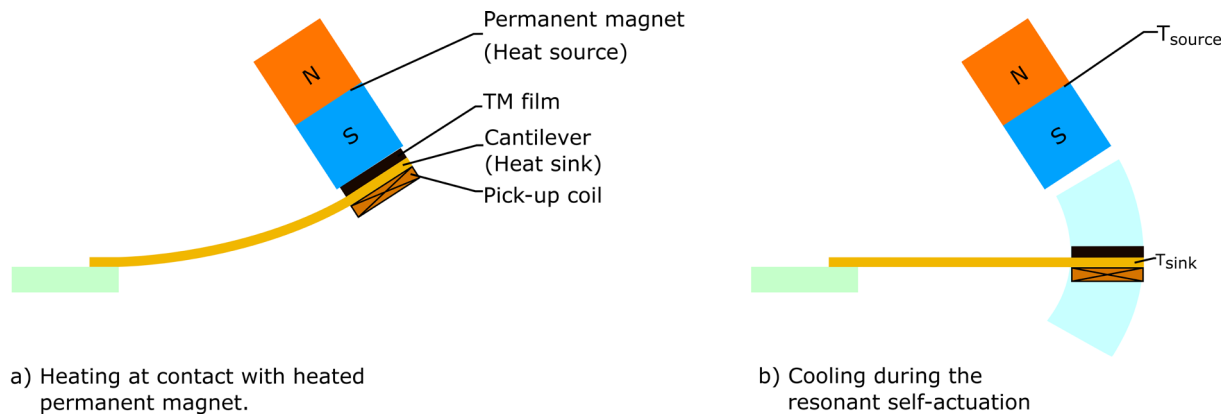 N
S
Permanent magnet
(Heat source)
TM film
Cantilever
(Heat sink)
Pick-up coil
a) Heating at contact with heated
permanent magnet.
N
S
Tsource
Tsink
b) Cooling during the
resonant self-actuation